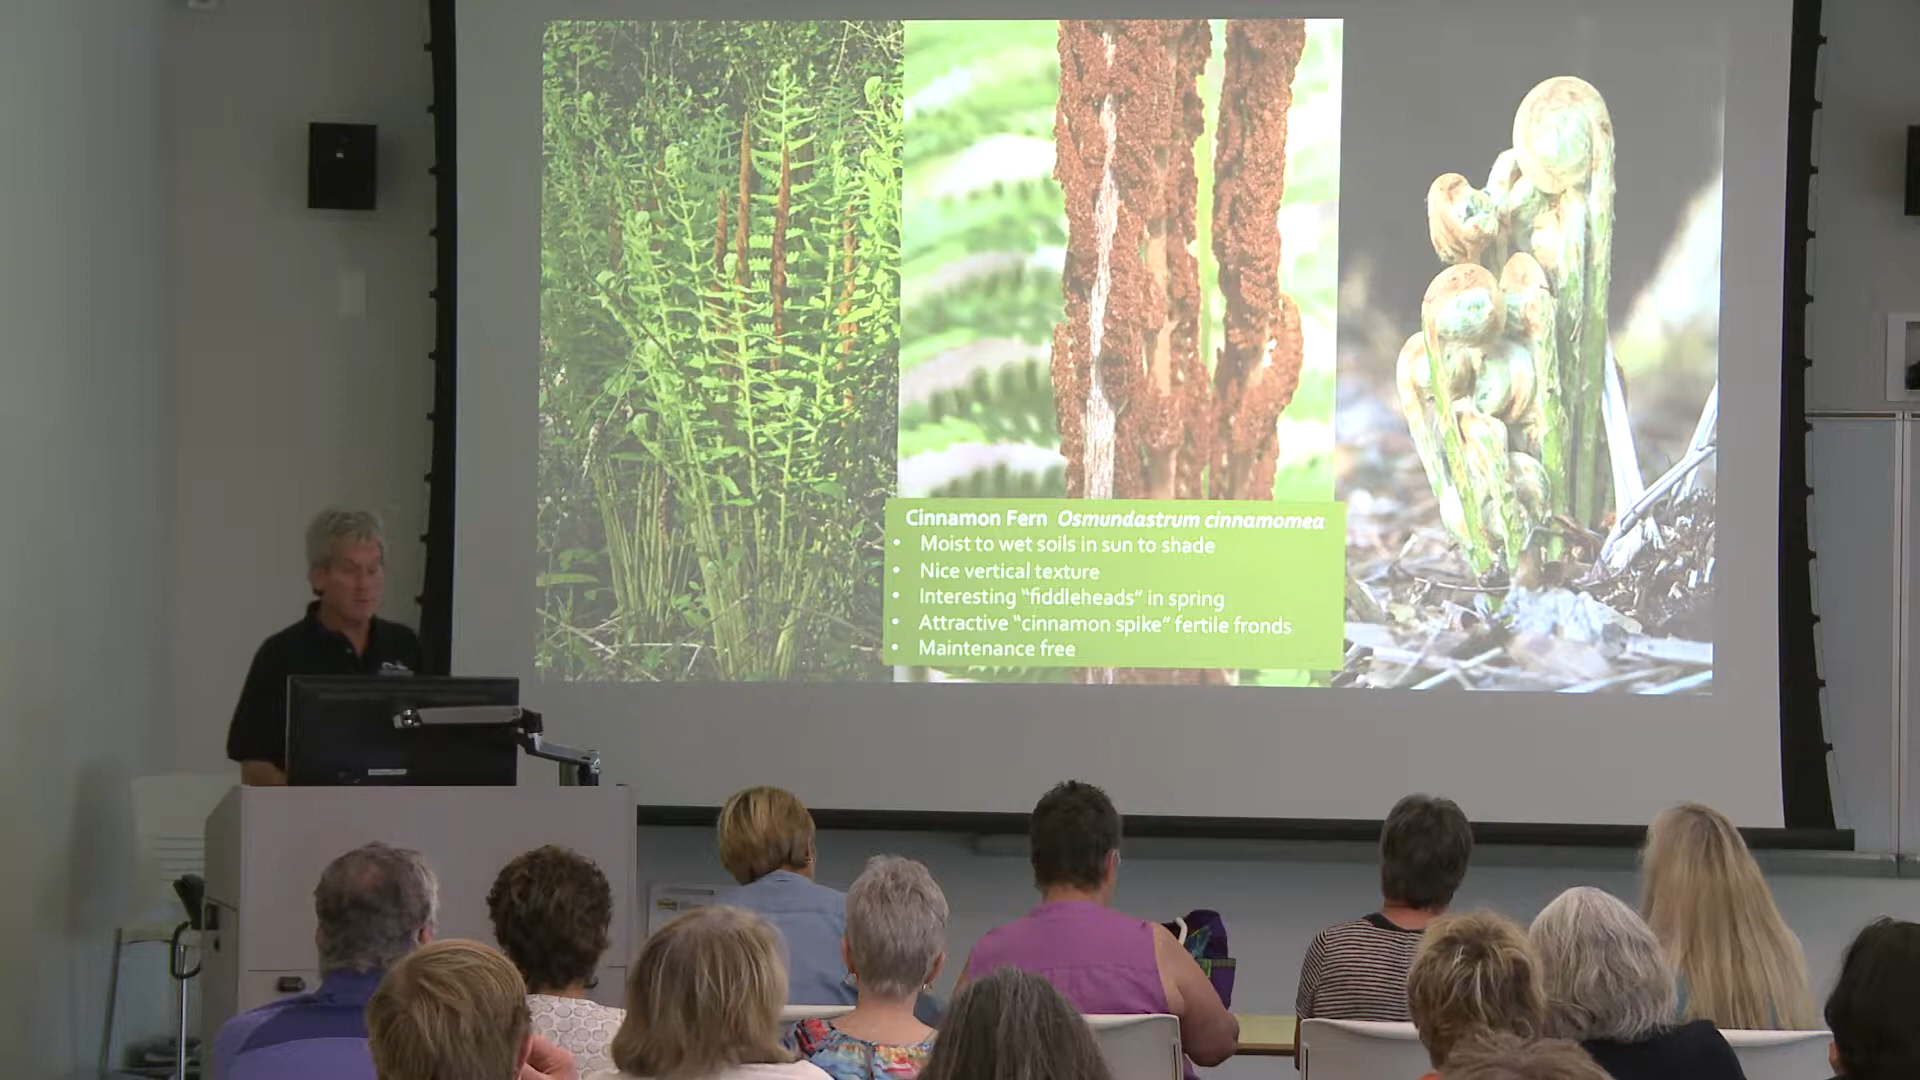 Cinnamon Fern Osmundastrum cinnamomea
• Moist to wet soils in sun to shade
• Nice vertical texture
• Interesting “fiddleheads” in spring
• Attractive “cinnamon spike” fertile fronds
• Maintenance free